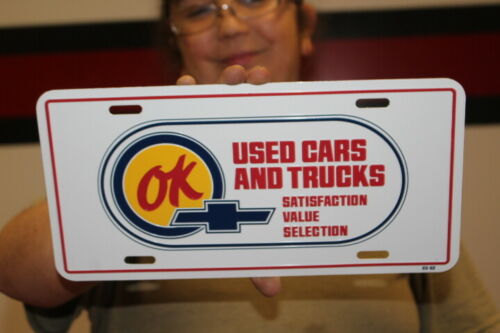 OK
USED CARS
AND TRUCKS
SATISFACTION
VALUE
SELECTION